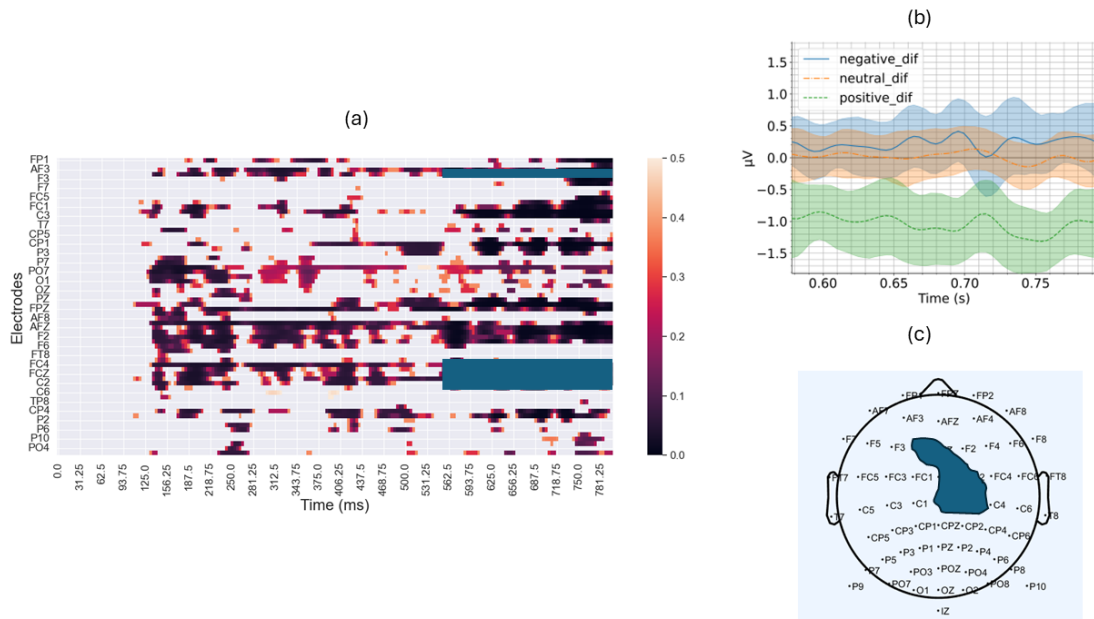 (a)
Electrodes
FP1
AF3
F3
F7
FC5
FC1
C3
T7
CP5
CP1
P3
P7
PO7
O1
OZ
PZ
FPZ
AF8
AFZ
F2
F6
FT8
FC4
FCZ
C2
C6
TP8
CP4
P2
P6
P10
PO4
0.0 31.25 62.5 93.75 125.0 156.25 187.5 218.75 250.0 281.25 312.5 343.75 375.0 406.25 437.5 468.75 500.0 531.25 562.5 593.75 625.0 656.25 687.5 718.75 750.0 781.25
Time (ms)
0.5
0.4
0.3
0.2
0.1
0.0
(b)
negative_dif
neutral_dif
positive_dif
1.5
1.0
0.5
0.0
−0.5
−1.0
−1.5
μV
0.60 0.65 0.70 0.75
Time (s)
(c)
FP1 FPZ FP2
AF7 AF3 AFZ AF4 AF8
F7 F5 F3 F2 F4 F6 F8
FT7 FC5 FC3 FC1 FC4 FC6 FT8
T7 C5 C3 C1 C4 C6 T8
CP5 CP3 CP1 CPZ CP2 CP4 CP6
P7 P5 P3 P1 PZ P2 P4 P6 P8
P9 PO7 PO3 POZ PO4 PO8 P10
O1 OZ O2
IZ